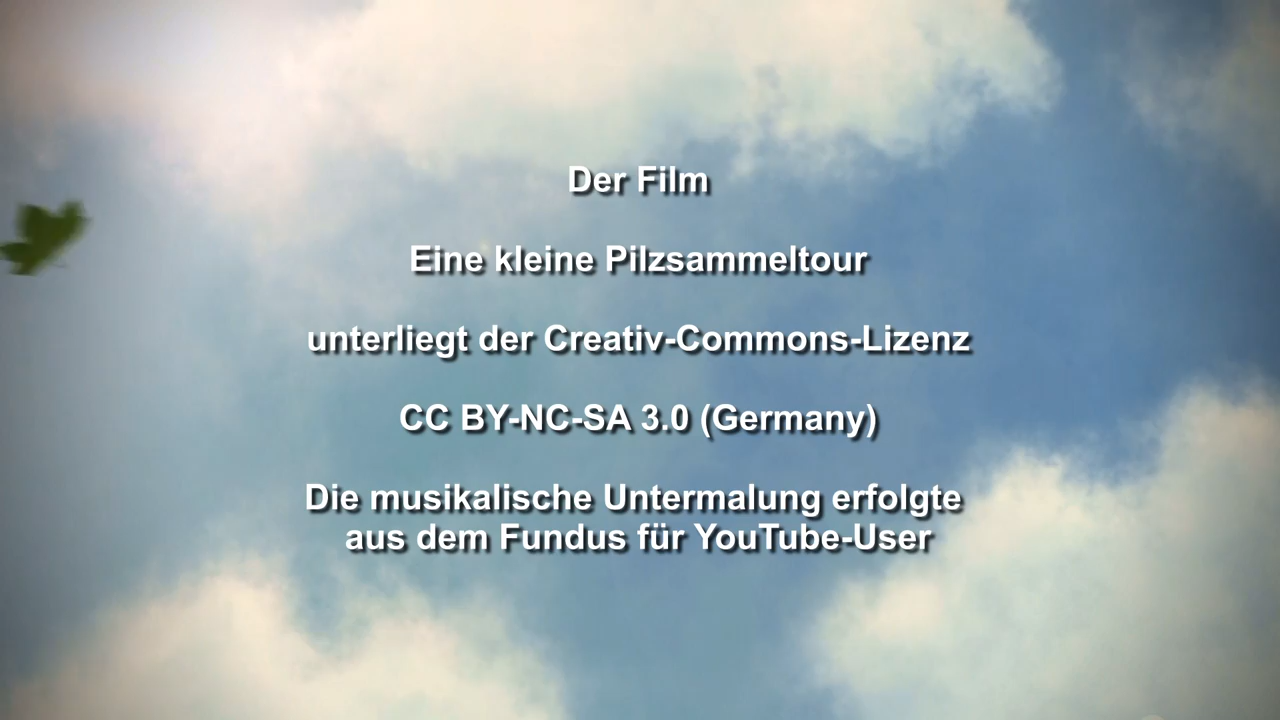 Der Film
Eine kleine Pilzsammeltour
unterliegt der Creativ-Commons-Lizenz
CC BY-NC-SA 3.0 (Germany)
Die musikalische Untermalung erfolgte
aus dem Fundus für YouTube-User